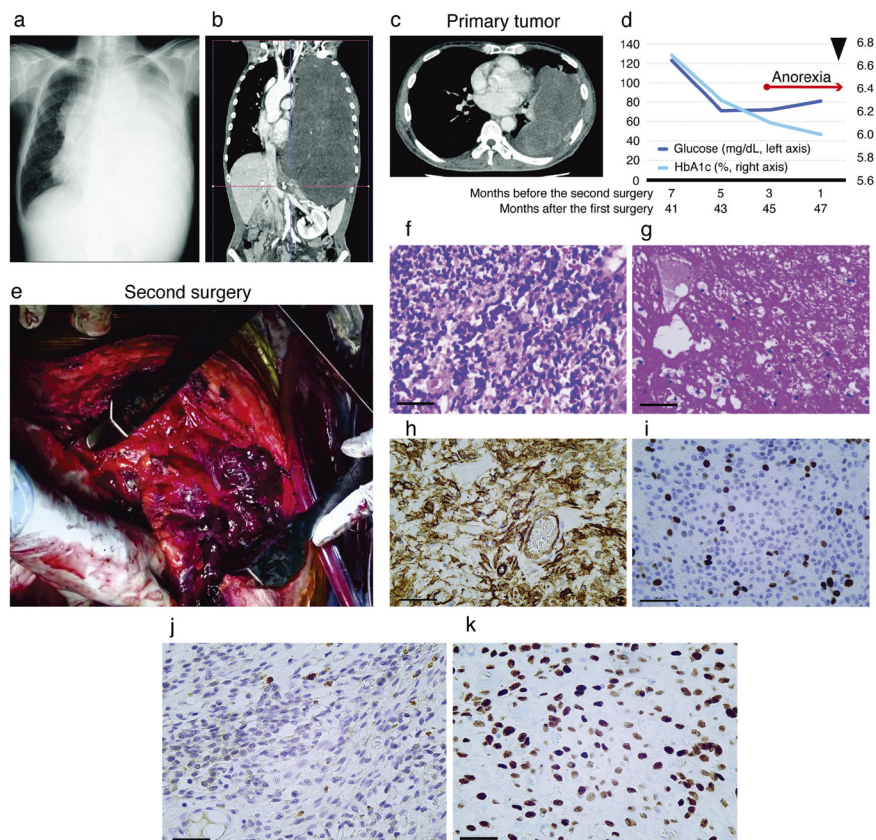 a
b
c
Primary tumor
d
140
120
100
80
60
40
20
0
6.8
6.6
6.4
6.2
6.0
5.8
5.6
Anorexia
Glucose (mg/dL, left axis)
HbA1c (%, right axis)
Months before the second surgery 7 5 3 1
Months after the first surgery 41 43 45 47
e
Second surgery
f
g
h
i
j
k